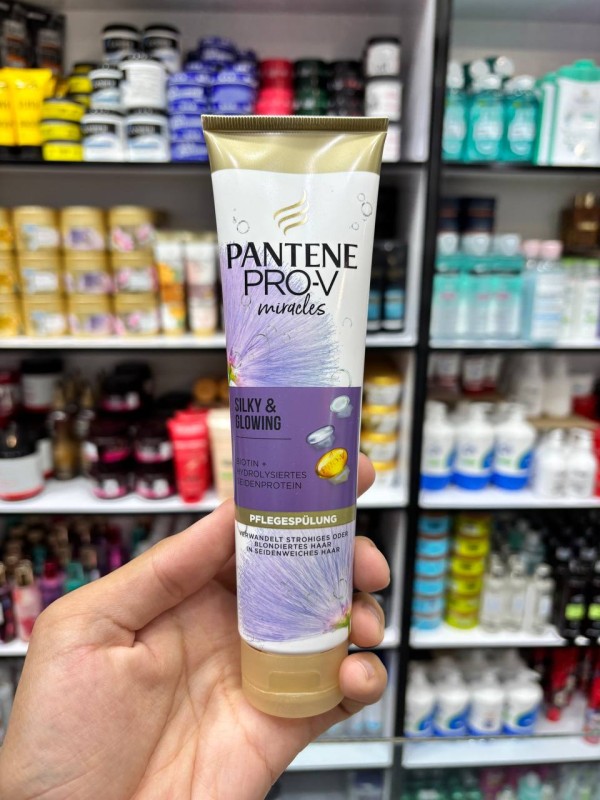 PANTENE
PRO-V
miracles
SILKY &
GLOWING
BIOTIN +
HYDROLYSIERTES
SEIDENPROTEIN
PFLEGESPÜLUNG
VERWANDELT STROHIGES ODER
BLONDIERTES HAAR
IN SEIDENWEICHES HAAR